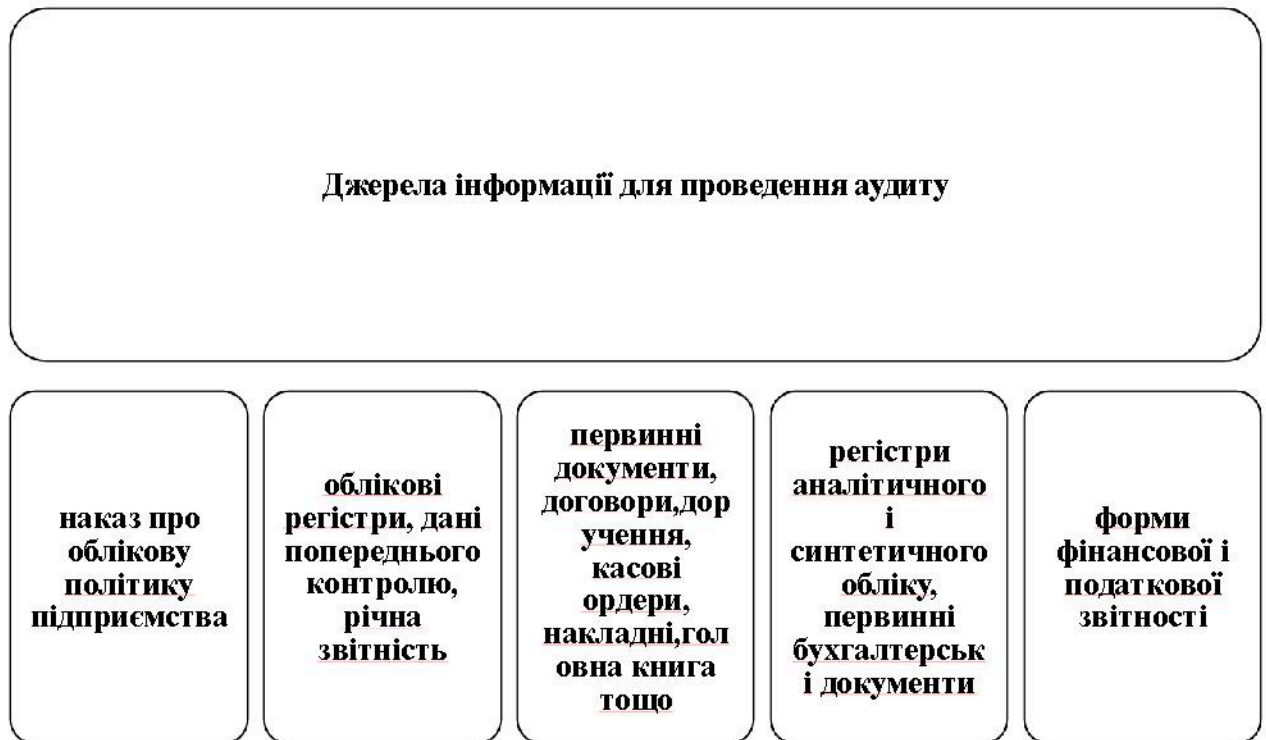 Джерела інформації для проведення аудиту
наказ про
облікову
політику
підприємства
облікові
регістри, дані
попереднього
контролю,
річна
звітність
первинні
документи,
договори,дор
учення,
касові
ордери,
накладні,гол
овна книга
тощо
регістри
аналітичного
і
синтетичного
обліку,
первинні
бухгалтерськ
і документи
форми
фінансової і
податкової
звітності